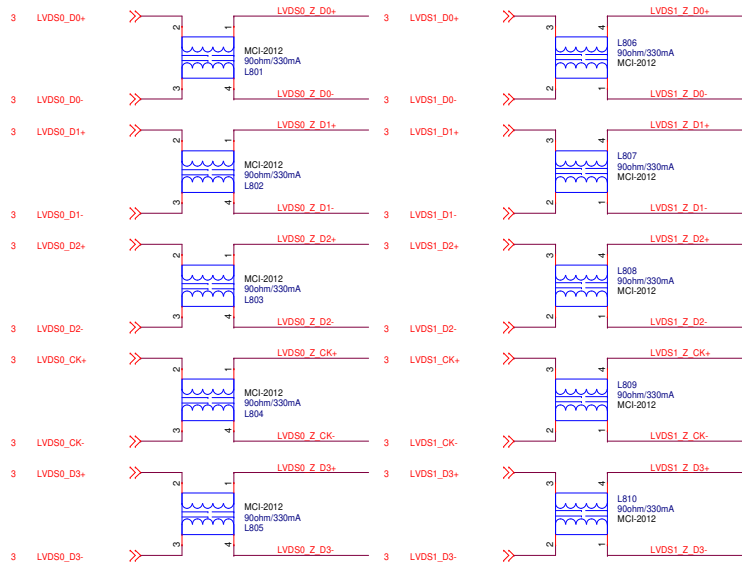 3 LVDS0_D0+ LVDS0_Z_D0+ 3 LVDS1_D0+ LVDS1_Z_D0+
2 1 3 4
MCI-2012 L806
90ohm/330mA 90ohm/330mA
L801 MCI-2012
3 4 2 1
3 LVDS0_D0- LVDS0_Z_D0- 3 LVDS1_D0- LVDS1_Z_D0-
3 LVDS0_D1+ LVDS0_Z_D1+ 3 LVDS1_D1+ LVDS1_Z_D1+
2 1 3 4
MCI-2012 L807
90ohm/330mA 90ohm/330mA
L802 MCI-2012
3 4 2 1
3 LVDS0_D1- LVDS0_Z_D1- 3 LVDS1_D1- LVDS1_Z_D1-
3 LVDS0_D2+ LVDS0_Z_D2+ 3 LVDS1_D2+ LVDS1_Z_D2+
2 1 3 4
MCI-2012 L808
90ohm/330mA 90ohm/330mA
L803 MCI-2012
3 4 2 1
3 LVDS0_D2- LVDS0_Z_D2- 3 LVDS1_D2- LVDS1_Z_D2-
3 LVDS0_CK+ LVDS0_Z_CK+ 3 LVDS1_CK+ LVDS1_Z_CK+
2 1 3 4
MCI-2012 L809
90ohm/330mA 90ohm/330mA
L804 MCI-2012
3 4 2 1
3 LVDS0_CK- LVDS0_Z_CK- 3 LVDS1_CK- LVDS1_Z_CK-
3 LVDS0_D3+ LVDS0_Z_D3+ 3 LVDS1_D3+ LVDS1_Z_D3+
2 1 3 4
MCI-2012 L810
90ohm/330mA 90ohm/330mA
L805 MCI-2012
3 4 2 1
3 LVDS0_D3- LVDS0_Z_D3- 3 LVDS1_D3- LVDS1_Z_D3-